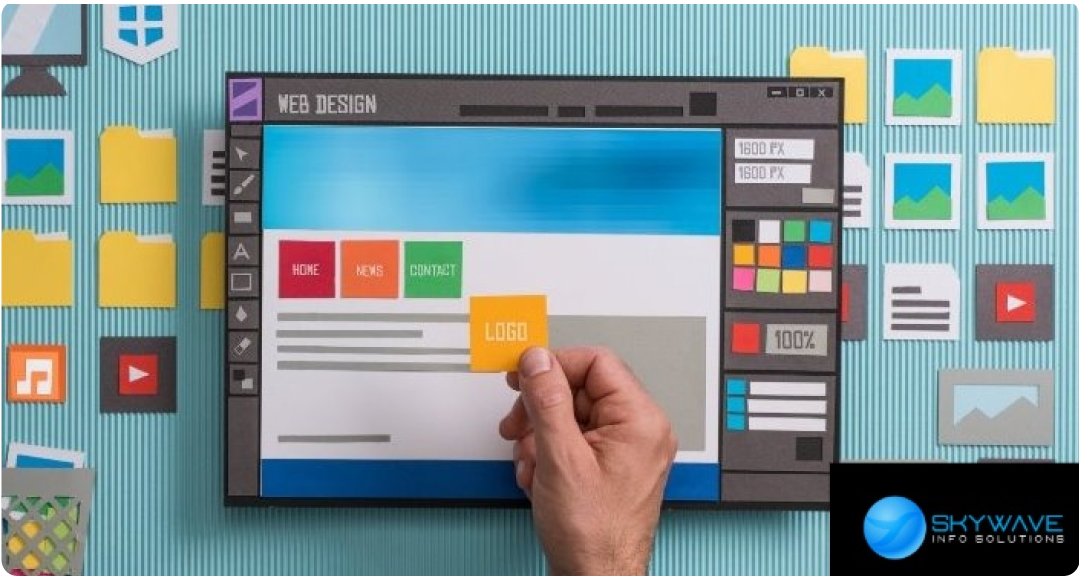 WEB DESIGN
1600 PX
1600 PX
HOME
NEWS
CONTACT
LOGO
100%
A
SKYWAVE
INFO SOLUTIONS